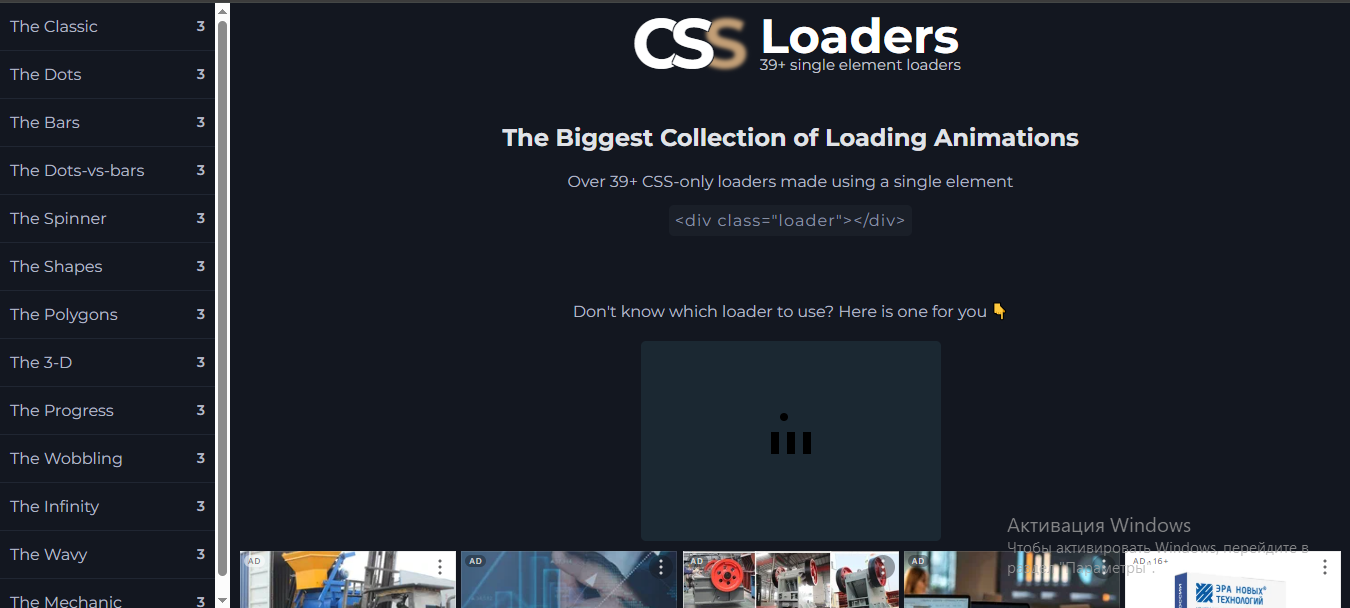 The Classic 3
The Dots 3
The Bars 3
The Dots-vs-bars 3
The Spinner 3
The Shapes 3
The Polygons 3
The 3-D 3
The Progress 3
The Wobbling 3
The Infinity 3
The Wavy 3
The Mechanic 3
CSS Loaders
39+ single element loaders
The Biggest Collection of Loading Animations
Over 39+ CSS-only loaders made using a single element
<div class="loader"></div>
Don't know which loader to use? Here is one for you 👇
Активация Windows
Чтобы активировать Windows, перейдите в
раздел "Параметры".
AD
AD
AD
AD
AD 16+
ЭРА НОВЫХ®
ТЕХНОЛОГИЙ